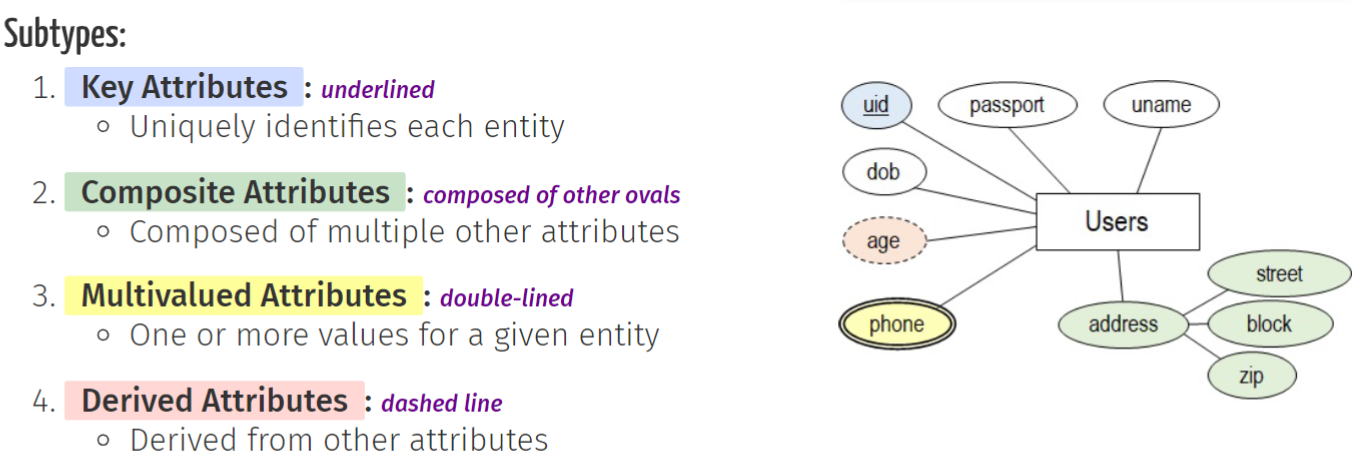 Subtypes:
1. Key Attributes : underlined
○ Uniquely identifies each entity
2. Composite Attributes : composed of other ovals
○ Composed of multiple other attributes
3. Multivalued Attributes : double-lined
○ One or more values for a given entity
4. Derived Attributes : dashed line
○ Derived from other attributes
uid
passport
uname
dob
age
Users
phone
address
street
block
zip